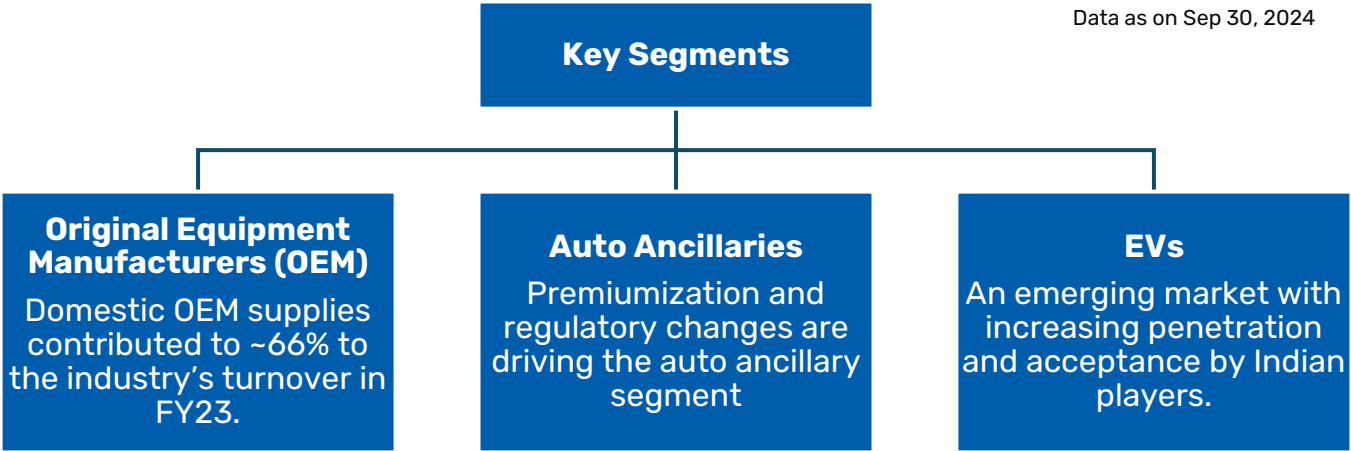 Data as on Sep 30, 2024
Key Segments
Original Equipment
Manufacturers (OEM)
Domestic OEM supplies
contributed to ~66% to
the industry’s turnover in
FY23.
Auto Ancillaries
Premiumization and
regulatory changes are
driving the auto ancillary
segment
EVs
An emerging market with
increasing penetration
and acceptance by Indian
players.